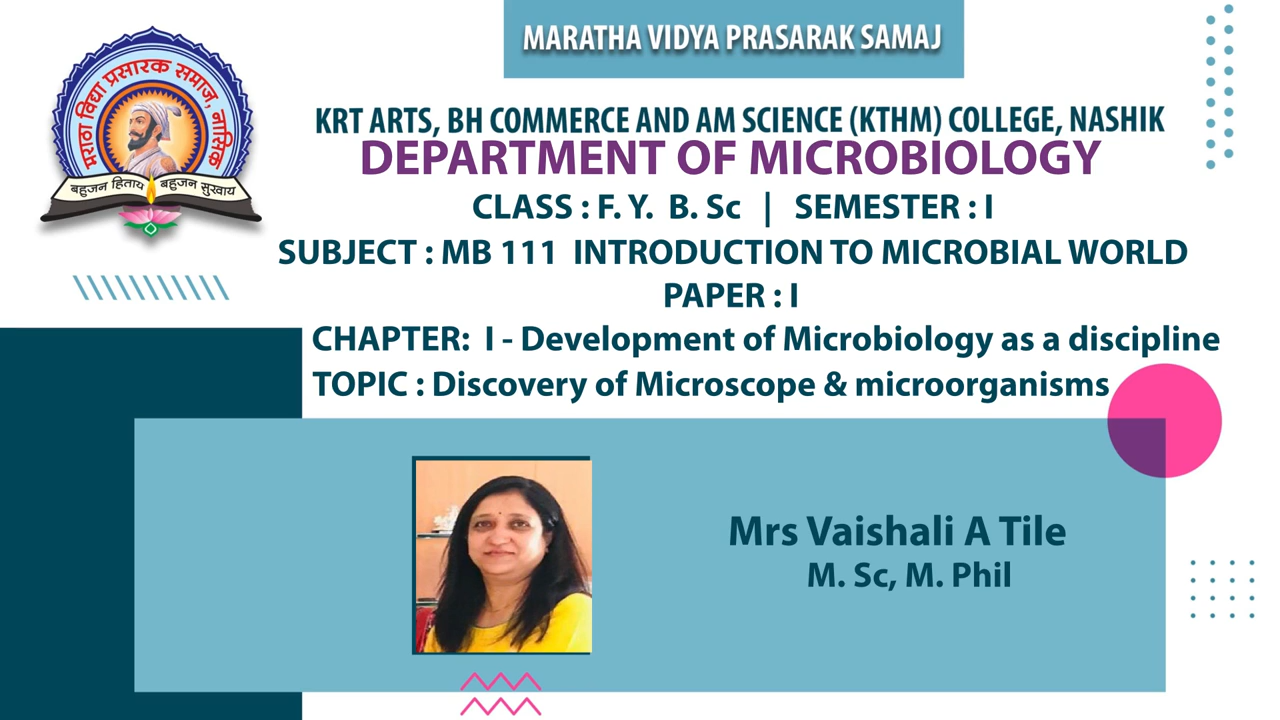 MARATHA VIDYA PRASARAK SAMAJ
मराठा विद्या प्रसारक समाज, नाशिक
बहुजन हिताय बहुजन सुखाय
KRT ARTS, BH COMMERCE AND AM SCIENCE (KTHM) COLLEGE, NASHIK
DEPARTMENT OF MICROBIOLOGY
CLASS : F. Y. B. Sc | SEMESTER : I
SUBJECT : MB 111 INTRODUCTION TO MICROBIAL WORLD
PAPER : I
CHAPTER: I - Development of Microbiology as a discipline
TOPIC : Discovery of Microscope & microorganisms
Mrs Vaishali A Tile
M. Sc, M. Phil